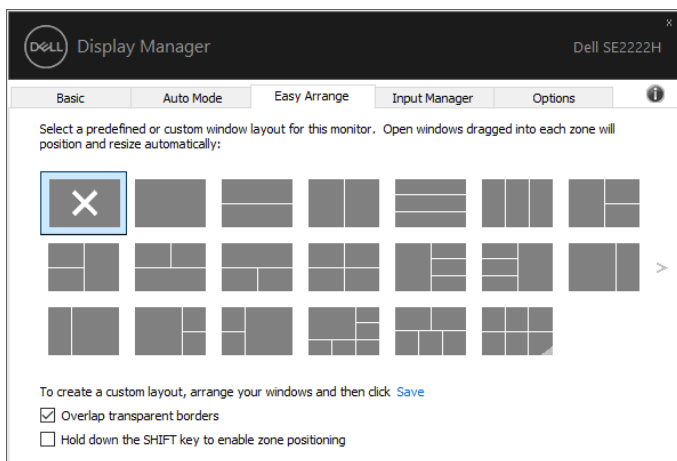 x
DELL Display Manager Dell SE2222H
Basic Auto Mode Easy Arrange Input Manager Options i
Select a predefined or custom window layout for this monitor. Open windows dragged into each zone will
position and resize automatically:
>
To create a custom layout, arrange your windows and then click Save
Overlap transparent borders
Hold down the SHIFT key to enable zone positioning